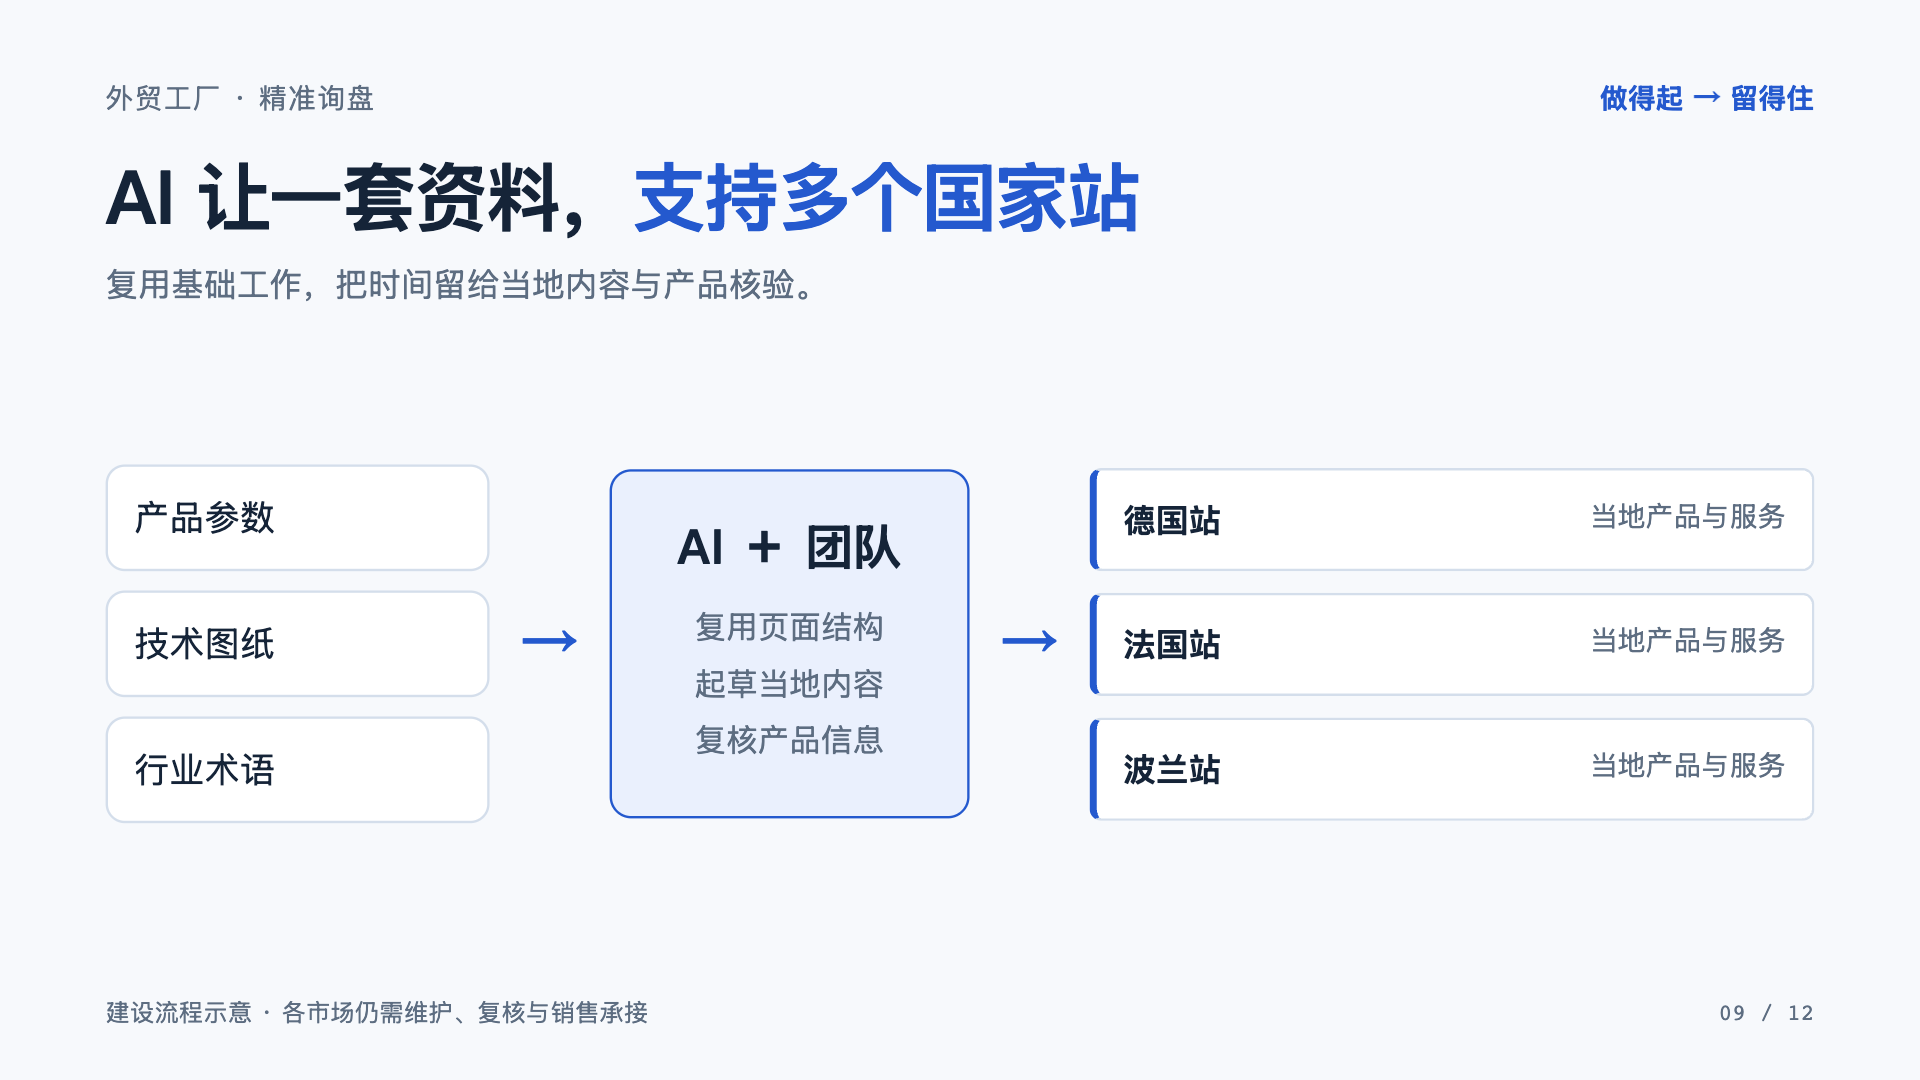 外贸工厂 · 精准询盘
做得起 → 留得住
AI 让一套资料，支持多个国家站
复用基础工作，把时间留给当地内容与产品核验。
产品参数
技术图纸
行业术语
→
AI ＋ 团队
复用页面结构
起草当地内容
复核产品信息
→
德国站 当地产品与服务
法国站 当地产品与服务
波兰站 当地产品与服务
建设流程示意 · 各市场仍需维护、复核与销售承接
09 / 12